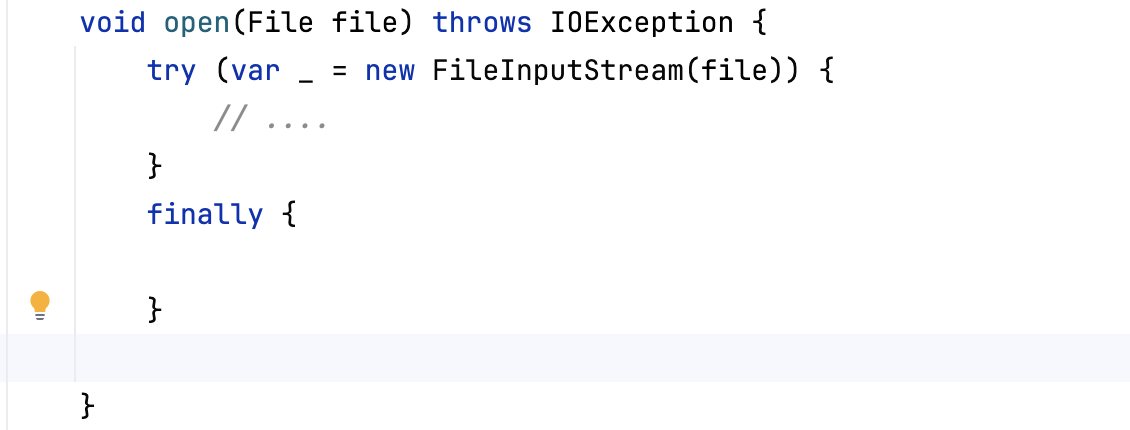 void open(File file) throws IOException {
try (var _ = new FileInputStream(file)) {
// ....
}
finally {
}
}